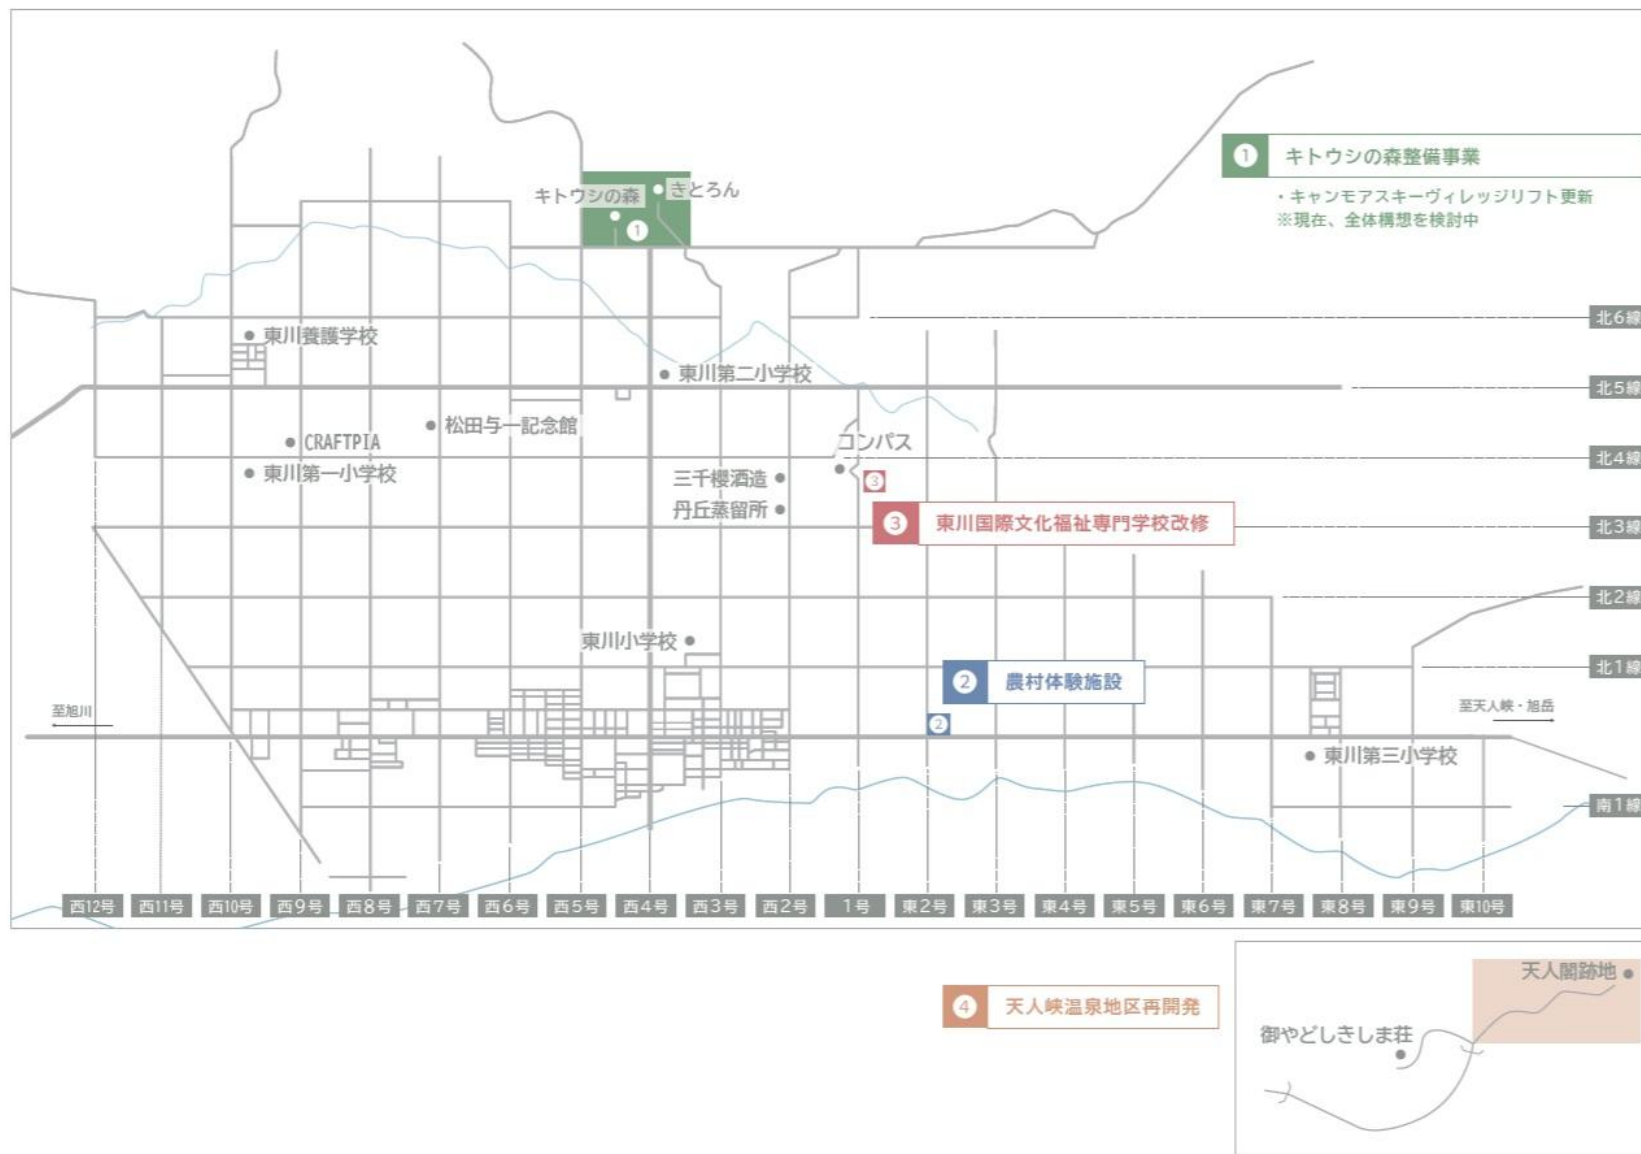 ① キトウシの森整備事業
・キャンモアスキーヴィレッジリフト更新
※現在、全体構想を検討中
キトウシの森
きとろん
①
北6線
東川養護学校
東川第二小学校
北5線
松田与一記念館
CRAFTPIA
コンパス
北4線
東川第一小学校
三千櫻酒造
③
丹丘蒸留所
③ 東川国際文化福祉専門学校改修
北3線
北2線
東川小学校
北1線
② 農村体験施設
至旭川
②
至天人峡・旭岳
東川第三小学校
南1線
西12号 西11号 西10号 西9号 西8号 西7号 西6号 西5号 西4号 西3号 西2号 1号 東2号 東3号 東4号 東5号 東6号 東7号 東8号 東9号 東10号
④ 天人峡温泉地区再開発
天人閣跡地
御やどしきしま荘